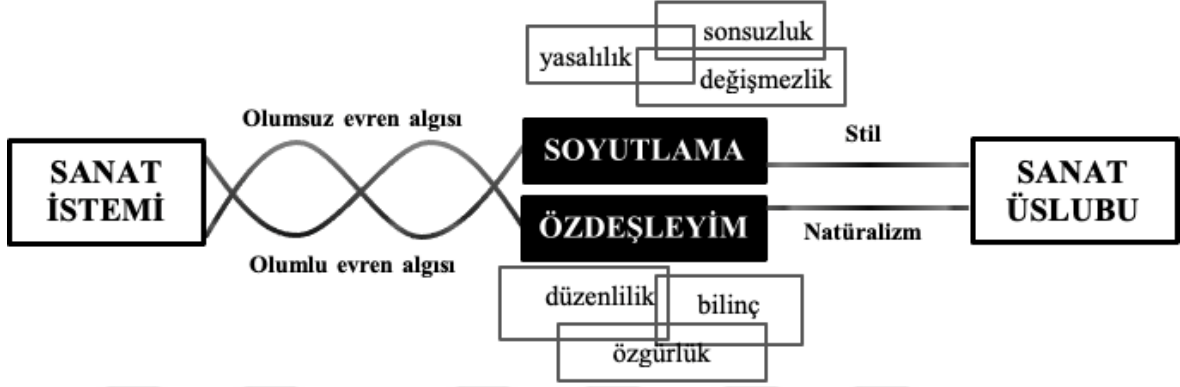 sonsuzluk
yasalılık
değişmezlik
Olumsuz evren algısı
SANAT
İSTEMİ
SOYUTLAMA
Stil
ÖZDEŞLEYİM
Natüralizm
SANAT
ÜSLUBU
Olumlu evren algısı
düzenlilik
bilinç
özgürlük